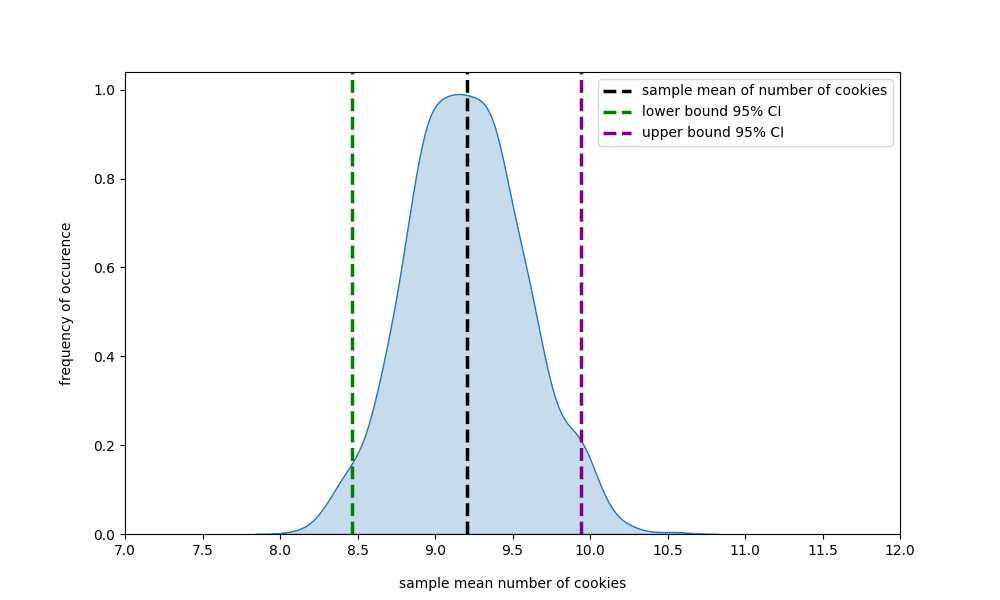 sample mean of number of cookies
lower bound 95% CI
upper bound 95% CI
frequency of occurence
1.0
0.8
0.6
0.4
0.2
0.0
7.0 7.5 8.0 8.5 9.0 9.5 10.0 10.5 11.0 11.5 12.0
sample mean number of cookies